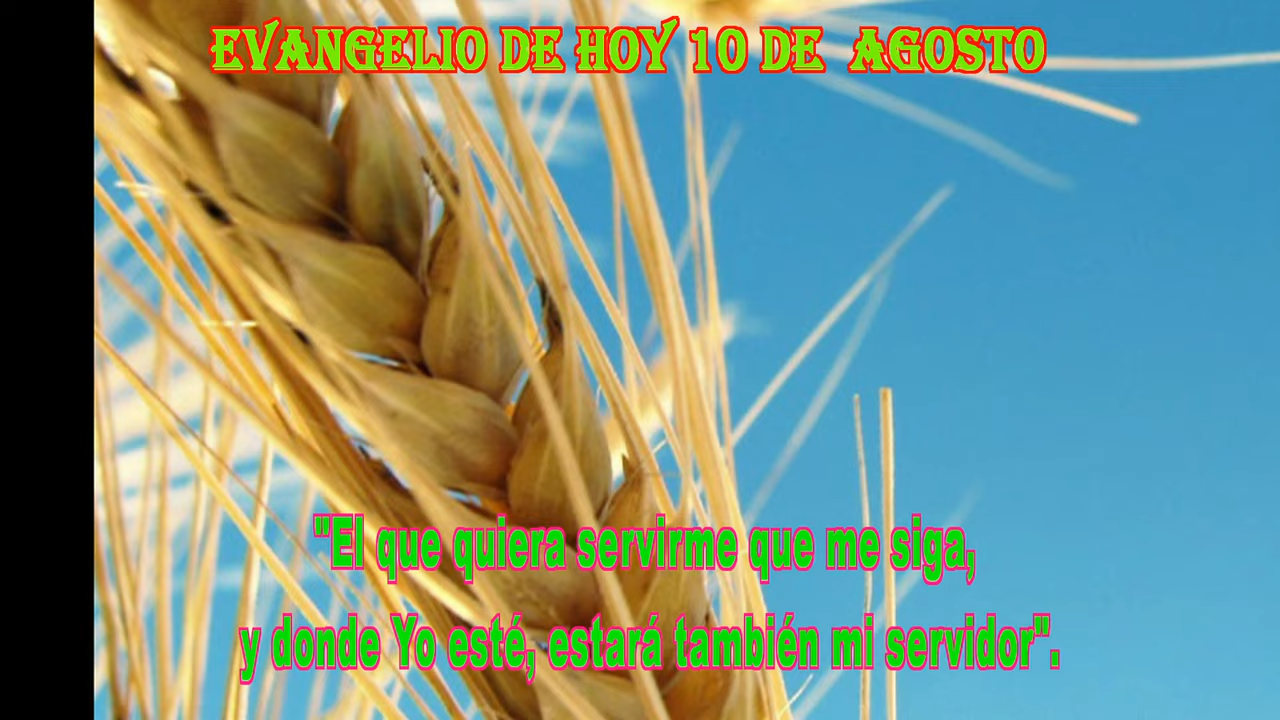 EVANGELIO DE HOY 10 DE AGOSTO
"El que quiera servirme que me siga,
y donde Yo esté, estará también mi servidor".